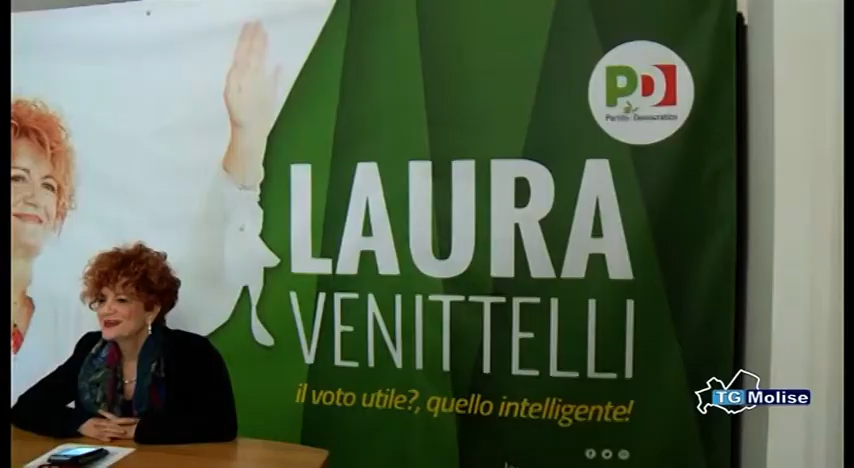 PD
Partito Democratico
LAURA
VENITTELLI
il voto utile?, quello intelligente!
TG Molise